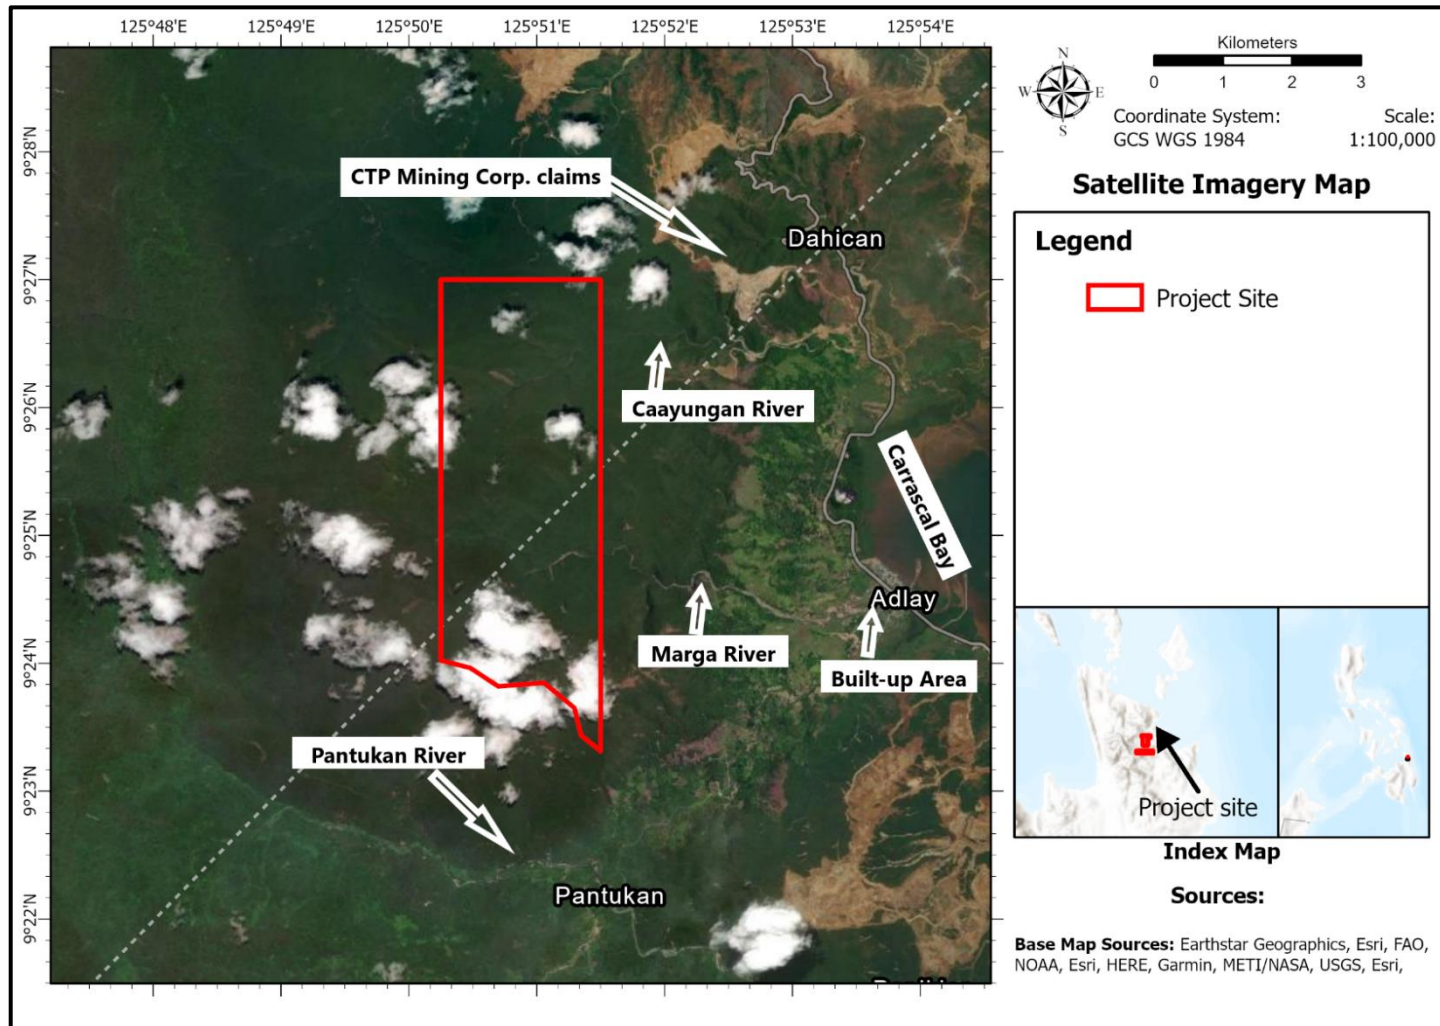 125°48'E 125°49'E 125°50'E 125°51'E 125°52'E 125°53'E 125°54'E
9°28'N
9°27'N
9°26'N
9°25'N
9°24'N
9°23'N
9°22'N
CTP Mining Corp. claims
Dahican
Caayungan River
Carrascal Bay
Adlay
Marga River
Built-up Area
Pantukan River
Pantukan
N
W E
S
Kilometers
0 1 2 3
Coordinate System: Scale:
GCS WGS 1984 1:100,000
Satellite Imagery Map
Legend
Project Site
Project site
Index Map
Sources:
Base Map Sources: Earthstar Geographics, Esri, FAO,
NOAA, Esri, HERE, Garmin, METI/NASA, USGS, Esri,